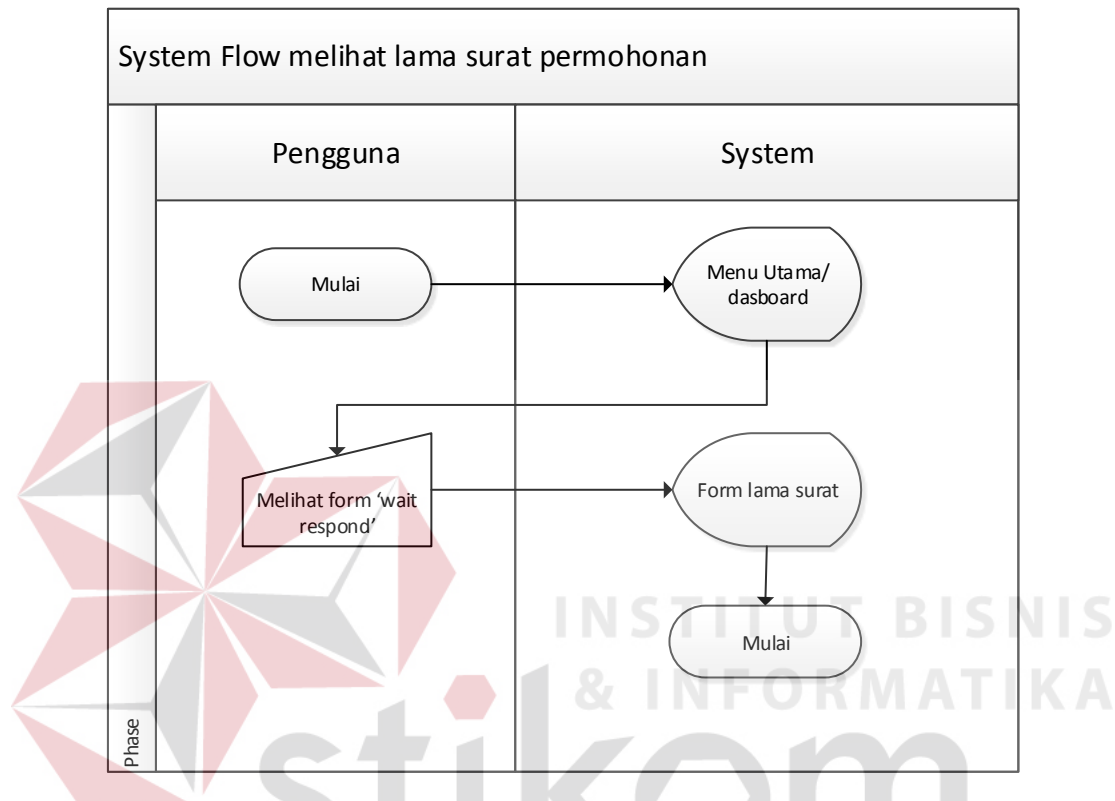 System Flow melihat lama surat permohonan
Pengguna
System
Mulai
Menu Utama/
dasboard
Melihat form ‘wait
respond’
Form lama surat
Mulai
Phase
INSTITUT BISNIS
& INFORMATIKA
stikom